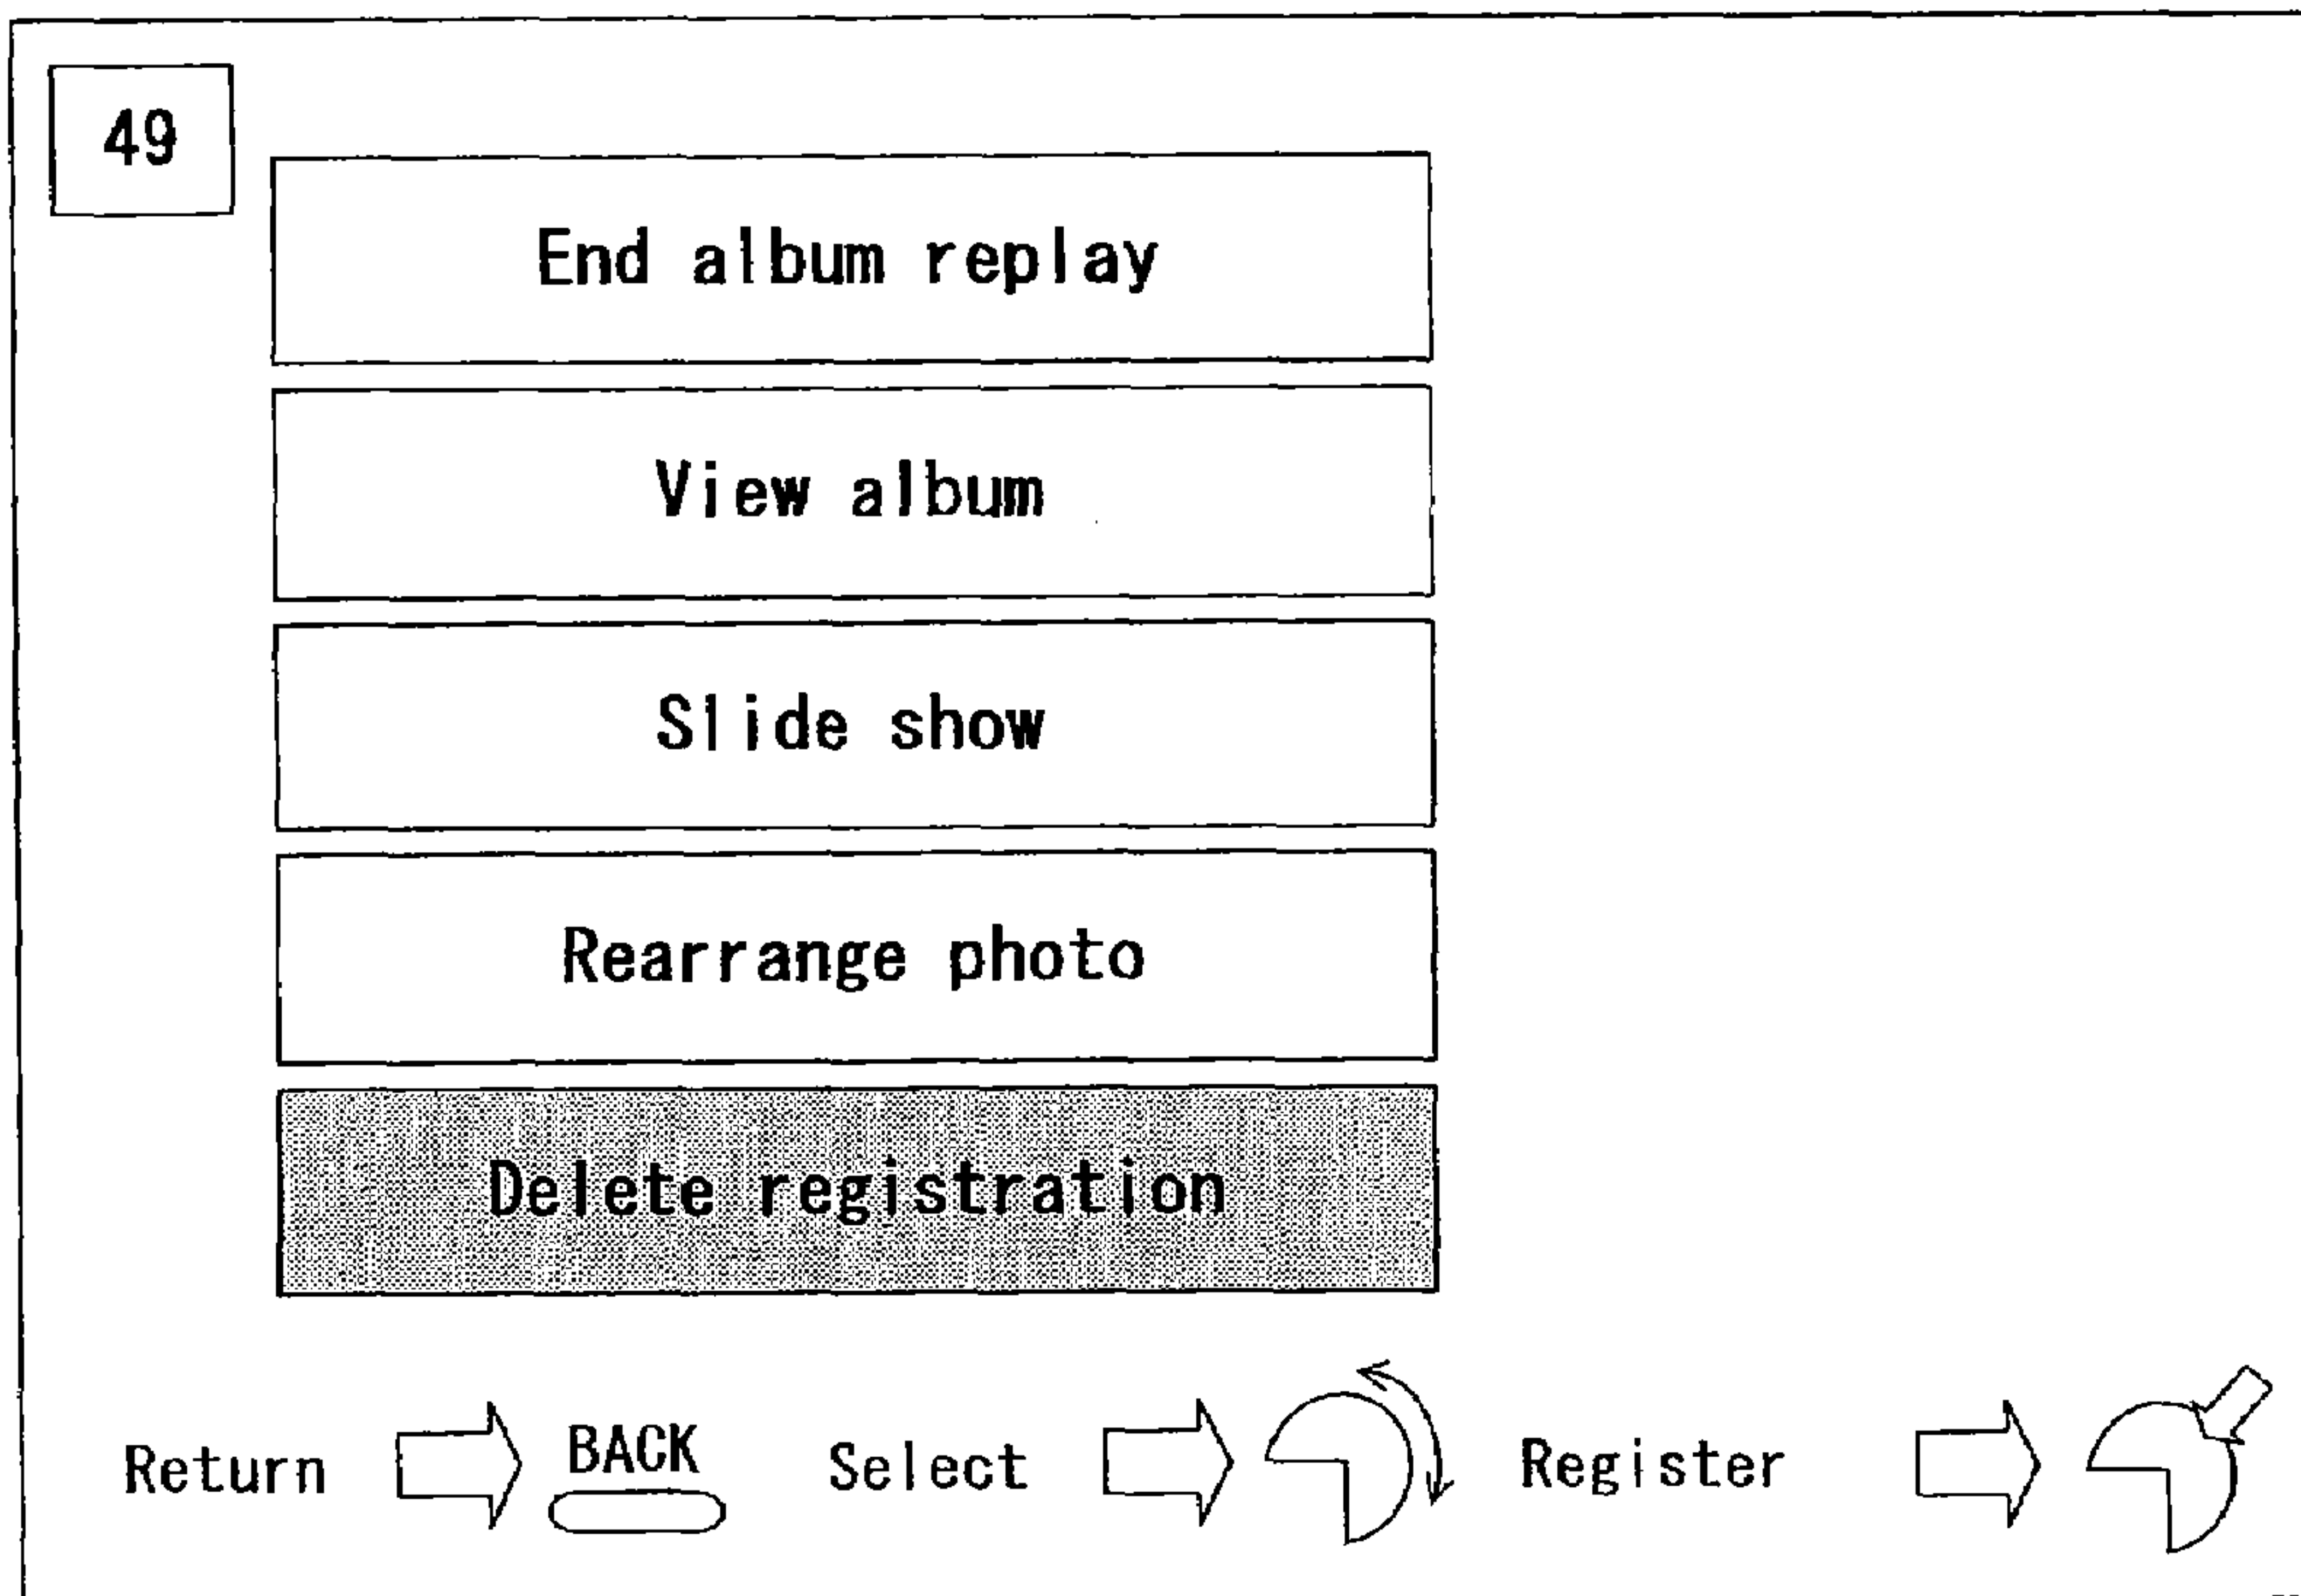 49
End album replay
View album
Slide show
Rearrange photo
Delete registration
Return BACK Select Register